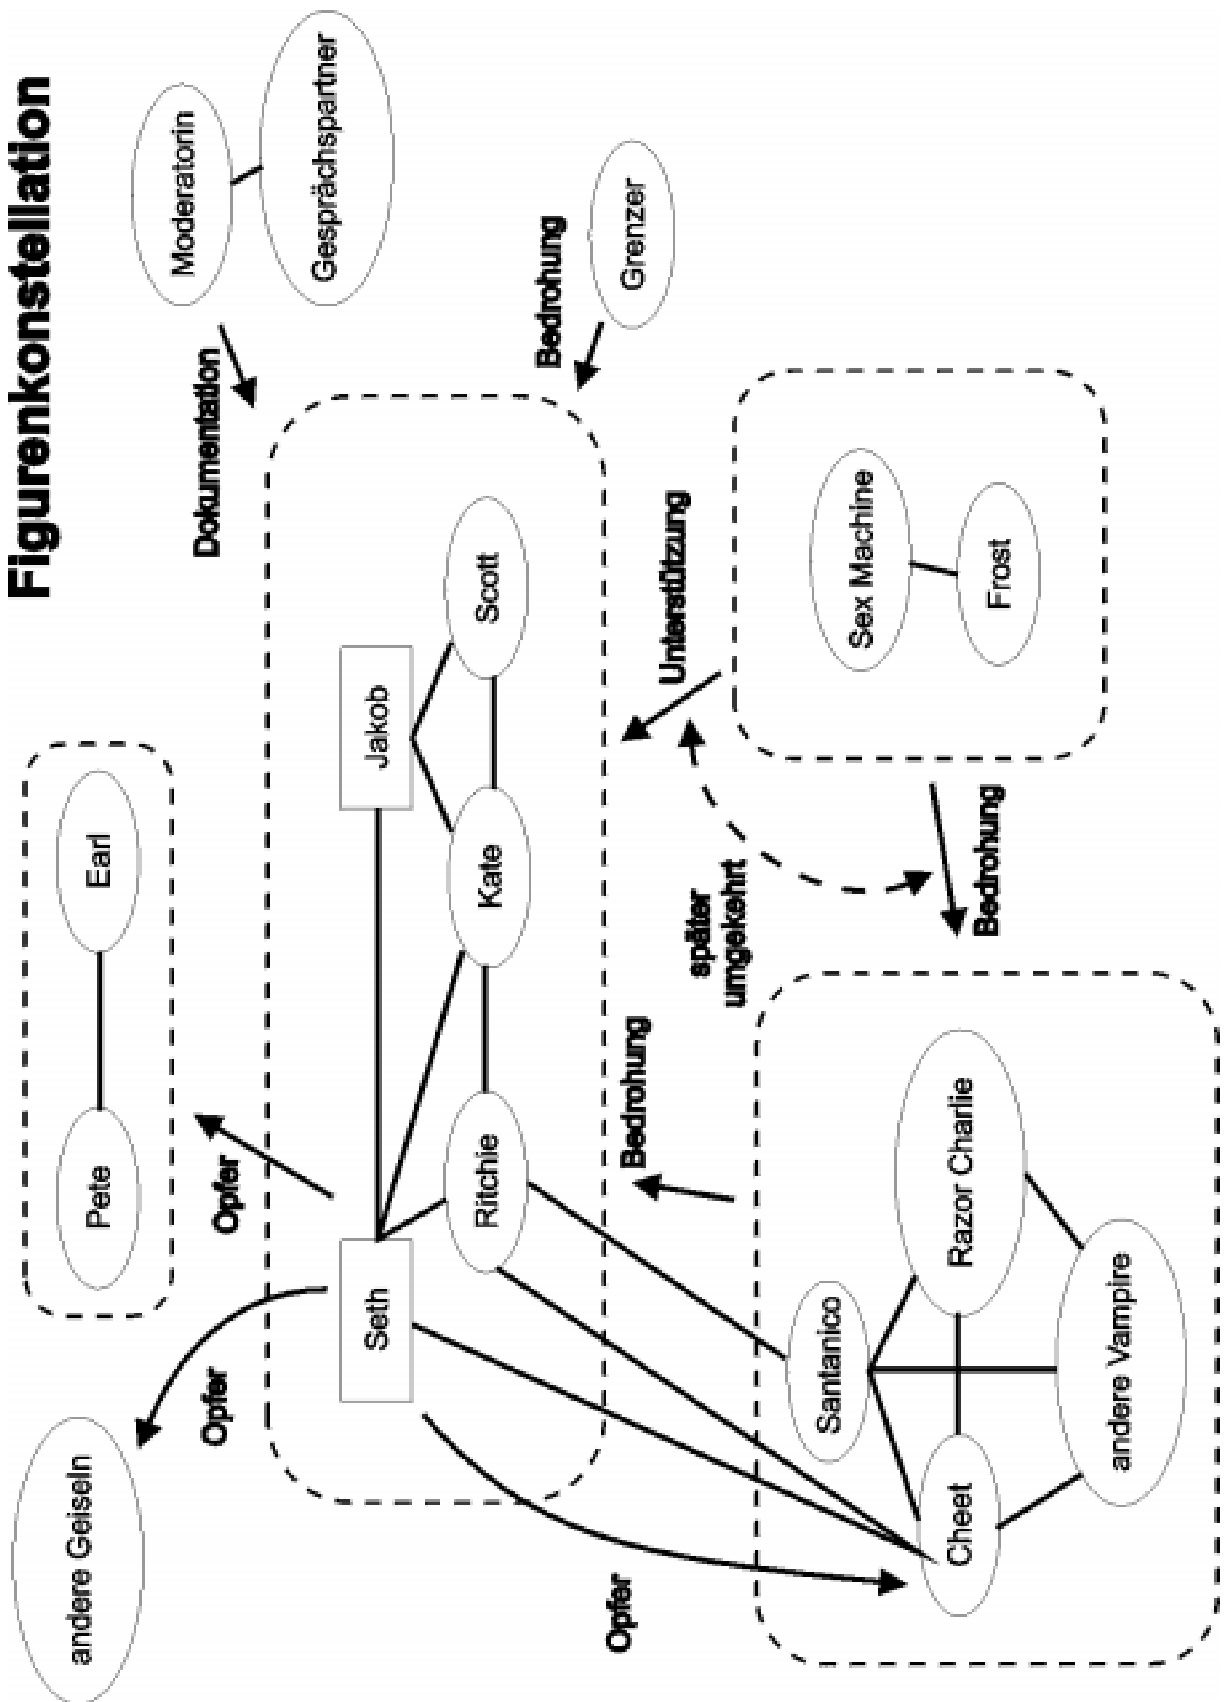 Figurenkonstellation
andere Geiseln
Pete
Earl
Opfer
Opfer
Dokumentation
Moderatorin
Gesprächspartner
Seth
Jakob
Ritchie
Kate
Scott
Bedrohung
Grenzer
Opfer
Bedrohung
später
umgekehrt
Unterstützung
Santanico
Cheet
Razor Charlie
andere Vampire
Bedrohung
Sex Machine
Frost